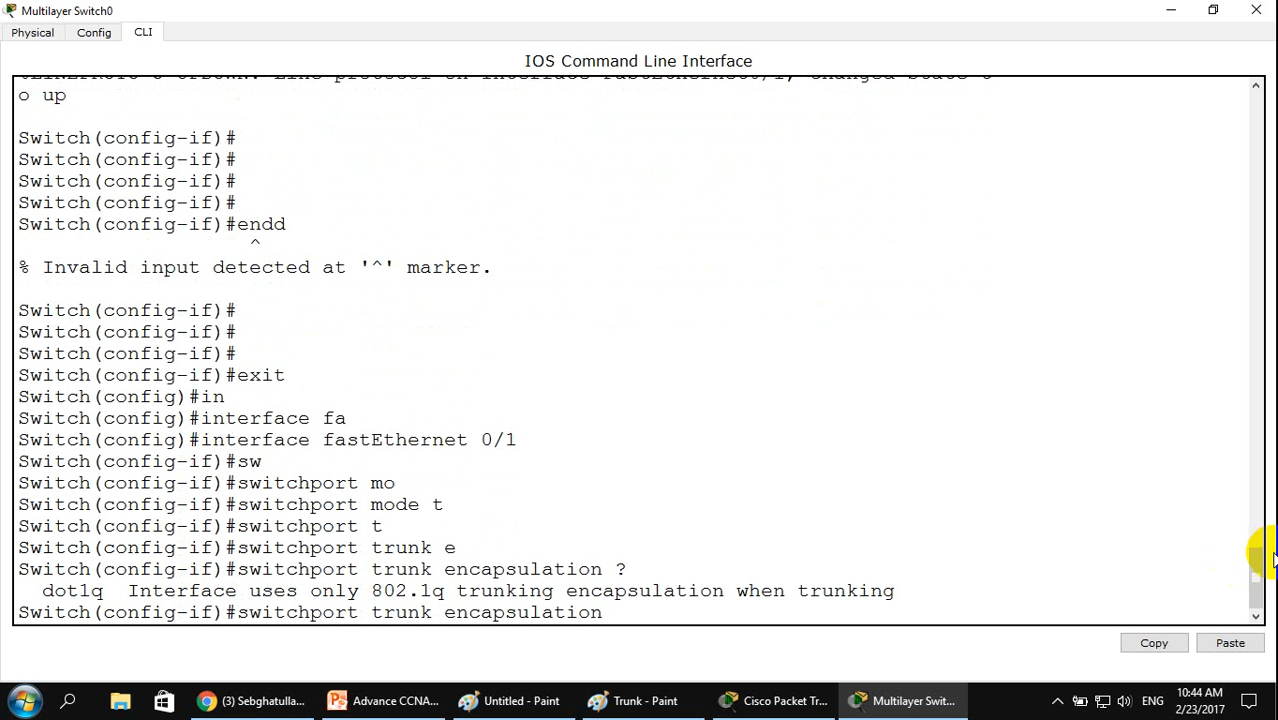 Multilayer Switch0
Physical Config CLI
IOS Command Line Interface
o up
Switch(config-if)#
Switch(config-if)#
Switch(config-if)#
Switch(config-if)#
Switch(config-if)#endd
^
% Invalid input detected at '^' marker.
Switch(config-if)#
Switch(config-if)#
Switch(config-if)#
Switch(config-if)#exit
Switch(config)#in
Switch(config)#interface fa
Switch(config)#interface fastEthernet 0/1
Switch(config-if)#sw
Switch(config-if)#switchport mo
Switch(config-if)#switchport mode t
Switch(config-if)#switchport t
Switch(config-if)#switchport trunk e
Switch(config-if)#switchport trunk encapsulation ?
dot1q Interface uses only 802.1q trunking encapsulation when trunking
Switch(config-if)#switchport trunk encapsulation
Copy Paste
(3) Sebghatulla... Advance CCNA... Untitled - Paint Trunk - Paint Cisco Packet Tr... Multilayer Swit... ENG 10:44 AM
2/23/2017